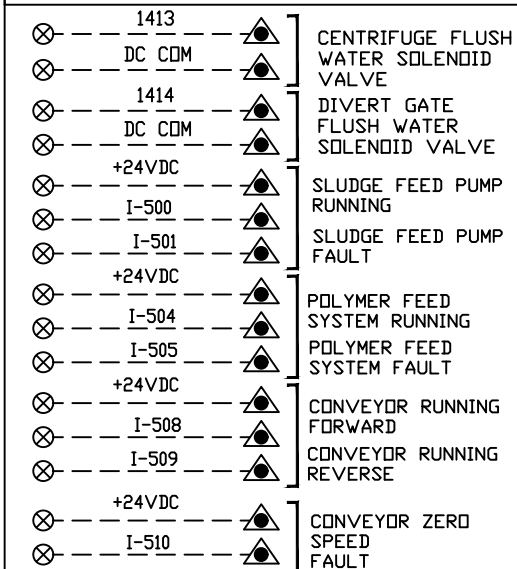 1413
DC COM
CENTRIFUGE FLUSH
WATER SOLENOID
VALVE
1414
DC COM
DIVERT GATE
FLUSH WATER
SOLENOID VALVE
+24VDC
I-500
I-501
SLUDGE FEED PUMP
RUNNING
SLUDGE FEED PUMP
FAULT
+24VDC
I-504
I-505
POLYMER FEED
SYSTEM RUNNING
POLYMER FEED
SYSTEM FAULT
+24VDC
I-508
I-509
CONVEYOR RUNNING
FORWARD
CONVEYOR RUNNING
REVERSE
+24VDC
I-510
CONVEYOR ZERO
SPEED
FAULT